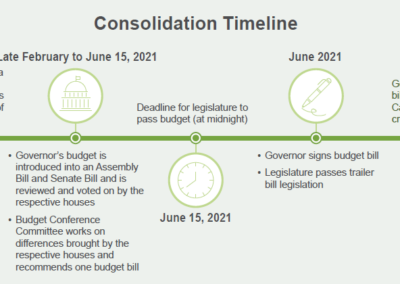 Consolidation Timeline
Late February to June 15, 2021
a
s
of
Governor's budget is
introduced into an Assembly
Bill and Senate Bill and is
reviewed and voted on by the
respective houses
Budget Conference
Committee works on
differences brought by the
respective houses and
recommends one budget bill
Deadline for legislature to
pass budget (at midnight)
June 15, 2021
June 2021
Governor signs budget bill
Legislature passes trailer
bill legislation
G
bil
Ca
cr